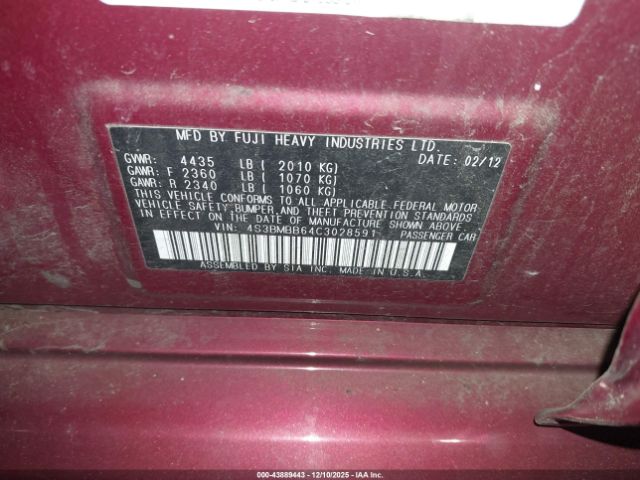 MFD BY FUJI HEAVY INDUSTRIES LTD.
GVWR: 4435 LB ( 2010 KG) DATE: 02/12
GAWR: F 2360 LB ( 1070 KG)
GAWR: R 2340 LB ( 1060 KG)
THIS VEHICLE CONFORMS TO ALL APPLICABLE FEDERAL MOTOR
VEHICLE SAFETY BUMPER, AND THEFT PREVENTION STANDARDS
IN EFFECT ON THE DATE OF MANUFACTURE SHOWN ABOVE.
VIN: 4S3BMBB64C3028591 PASSENGER CAR
ASSEMBLED BY SIA INC. MADE IN U.S.A.
000-43889443 • 12/10/2025 • IAA Inc.